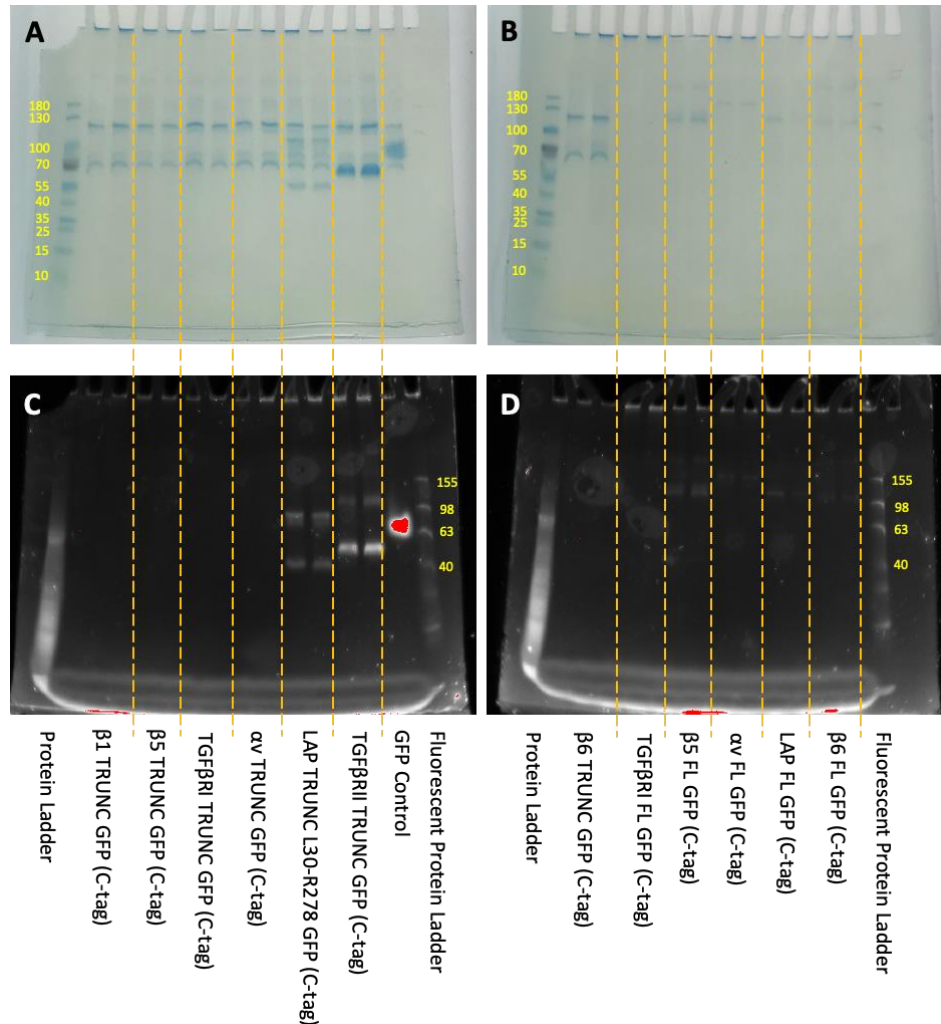 A
180
130
100
70
55
40
35
25
15
10
B
180
130
100
70
55
40
35
25
15
10
C
155
98
63
40
D
155
98
63
40
Protein Ladder
β1 TRUNC GFP (C-tag)
β5 TRUNC GFP (C-tag)
TGFβRI TRUNC GFP (C-tag)
αv TRUNC GFP (C-tag)
LAP TRUNC L30-R278 GFP (C-tag)
TGFβRII TRUNC GFP (C-tag)
GFP Control
Fluorescent Protein Ladder
Protein Ladder
β6 TRUNC GFP (C-tag)
TGFβRI FL GFP (C-tag)
β5 FL GFP (C-tag)
αv FL GFP (C-tag)
LAP FL GFP (C-tag)
β6 FL GFP (C-tag)
Fluorescent Protein Ladder